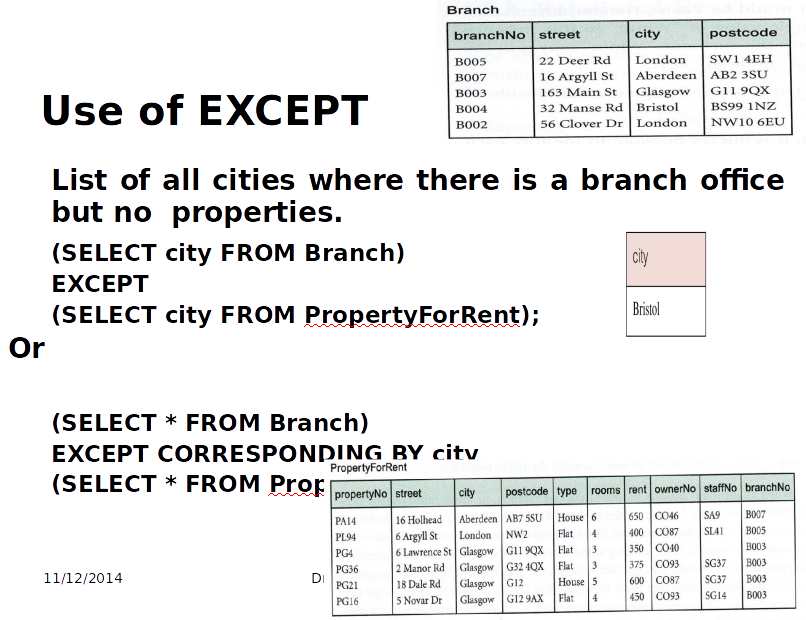 Branch
branchNo street city postcode
B005 22 Deer Rd London SW1 4EH
B007 16 Argyll St Aberdeen AB2 3SU
B003 163 Main St Glasgow G11 9QX
B004 32 Manse Rd Bristol BS99 1NZ
B002 56 Clover Dr London NW10 6EU
Use of EXCEPT
List of all cities where there is a branch office
but no properties.
(SELECT city FROM Branch)
EXCEPT
(SELECT city FROM PropertyForRent);
city
Bristol
Or
(SELECT * FROM Branch)
EXCEPT CORRESPONDING BY city
(SELECT * FROM Prop
PropertyForRent
propertyNo street city postcode type rooms rent ownerNo staffNo branchNo
PA14 16 Holhead Aberdeen AB7 5SU House 6 650 CO46 SA9 B007
PL94 6 Argyll St London NW2 Flat 4 400 CO87 SL41 B005
PG4 6 Lawrence St Glasgow G11 9QX Flat 3 350 CO40 B003
PG36 2 Manor Rd Glasgow G32 4QX Flat 3 375 CO93 SG37 B003
PG21 18 Dale Rd Glasgow G12 House 5 600 CO87 SG37 B003
PG16 5 Novar Dr Glasgow G12 9AX Flat 4 450 CO93 SG14 B003
11/12/2014